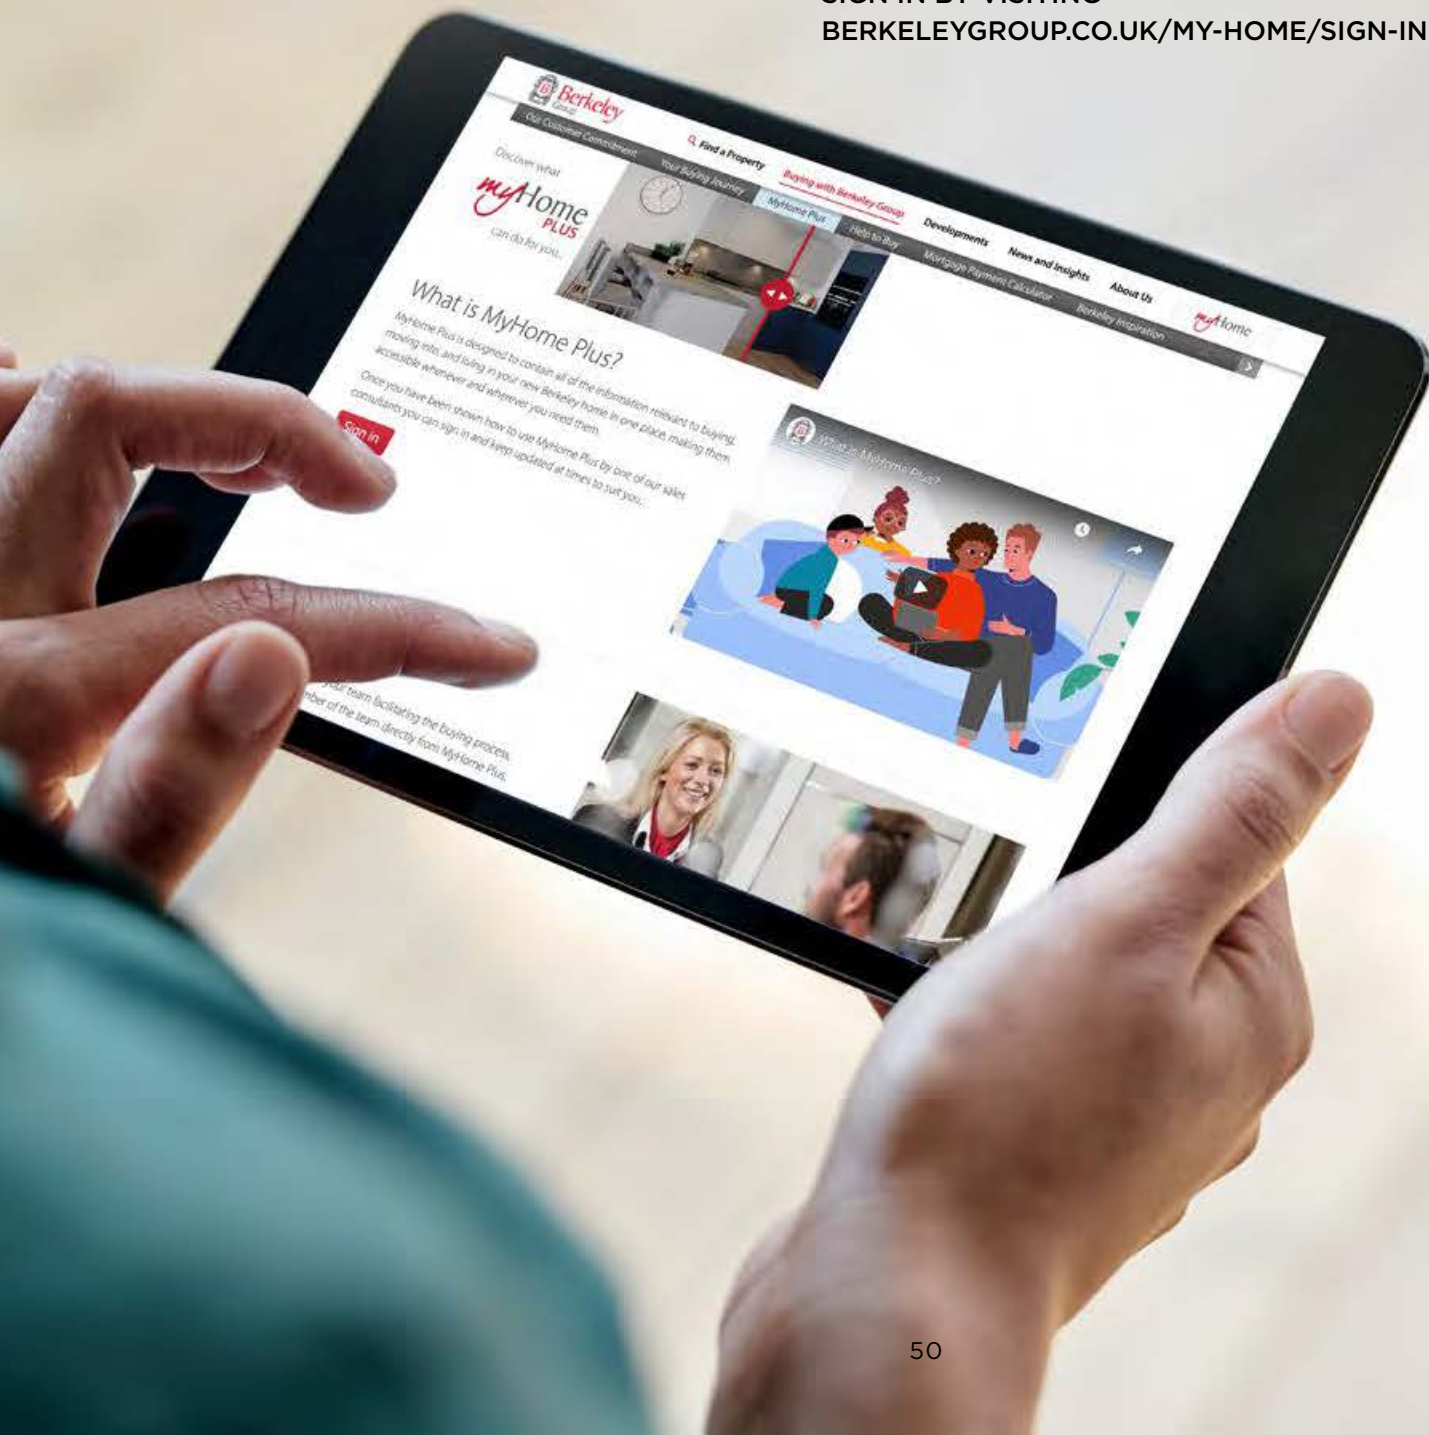 SIGN IN BY VISITING
BERKELEYGROUP.CO.UK/MY-HOME/SIGN-IN
Berkeley
Group
Find a Property
Buying with Berkeley Group
Developments
News and Insights
About Us
myHome
Our Customer Commitment
Your Buying Journey
MyHome Plus
Help to Buy
Mortgage Payment Calculator
Berkeley Inspiration
Discover what
myHome
PLUS
can do for you...
What is MyHome Plus?
MyHome Plus is designed to contain all of the information relevant to buying,
moving into, and living in your new Berkeley home in one place, making them
accessible whenever and wherever you need them.
Once you have been shown how to use MyHome Plus by one of our sales
consultants you can sign in and keep updated at times to suit you...
Sign in
What is MyHome Plus?
your team facilitating the buying process,
of the team directly from MyHome Plus.
50